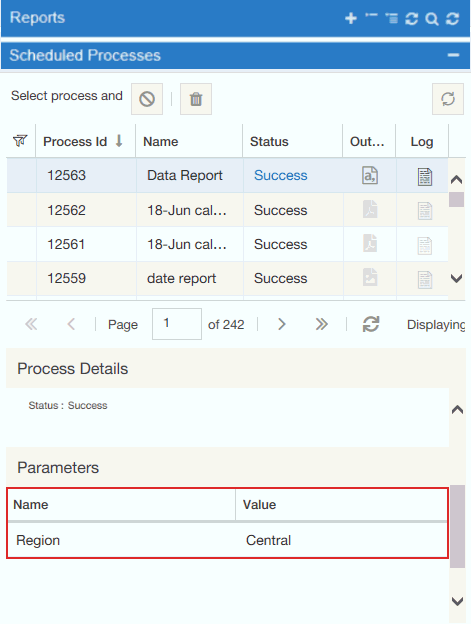 Reports
Scheduled Processes
Select process and
Process Id Name Status Out... Log
12563 Data Report Success
12562 18-Jun cal... Success
12561 18-Jun cal... Success
12559 date report Success
Page 1 of 242 Displaying
Process Details
Status : Success
Parameters
Name Value
Region Central